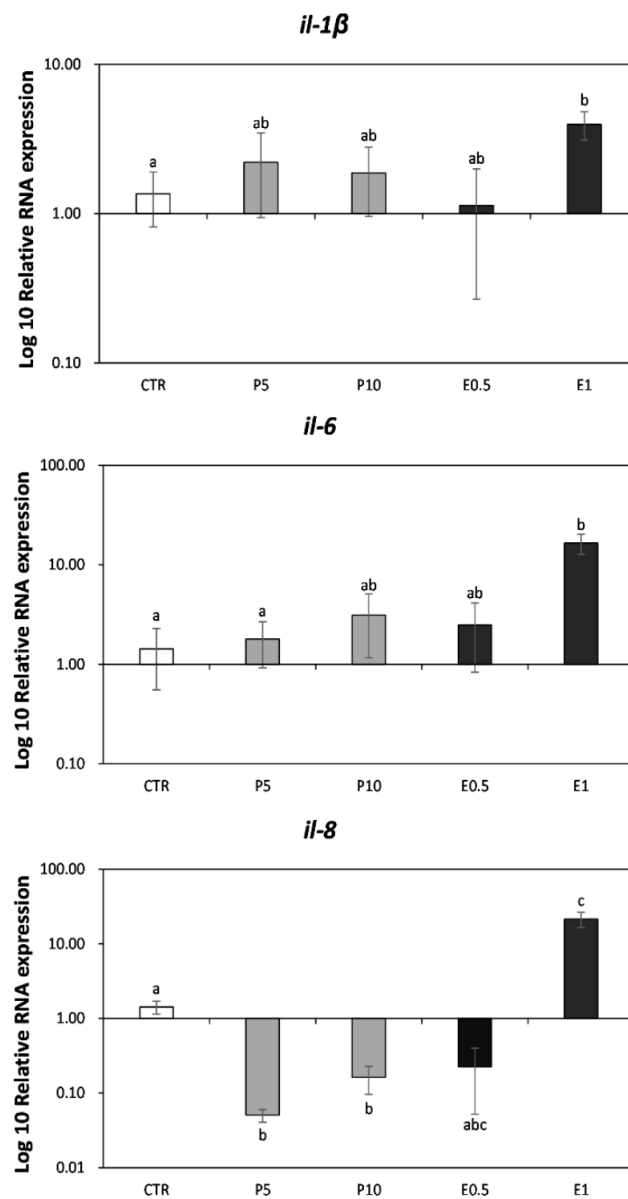 il-1β
Log 10 Relative RNA expression
10.00
1.00
0.10
a
ab
ab
ab
b
CTR
P5
P10
E0.5
E1
il-6
Log 10 Relative RNA expression
100.00
10.00
1.00
0.10
a
a
ab
ab
b
CTR
P5
P10
E0.5
E1
il-8
Log 10 Relative RNA expression
100.00
10.00
1.00
0.10
0.01
a
b
b
abc
c
CTR
P5
P10
E0.5
E1